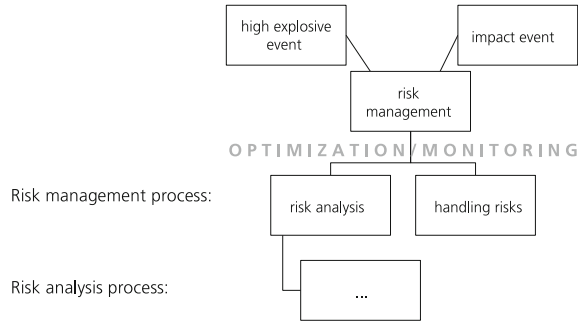 high explosive
event
impact event
risk
management
OPTIMIZATION/MONITORING
Risk management process:
risk analysis
handling risks
Risk analysis process:
...